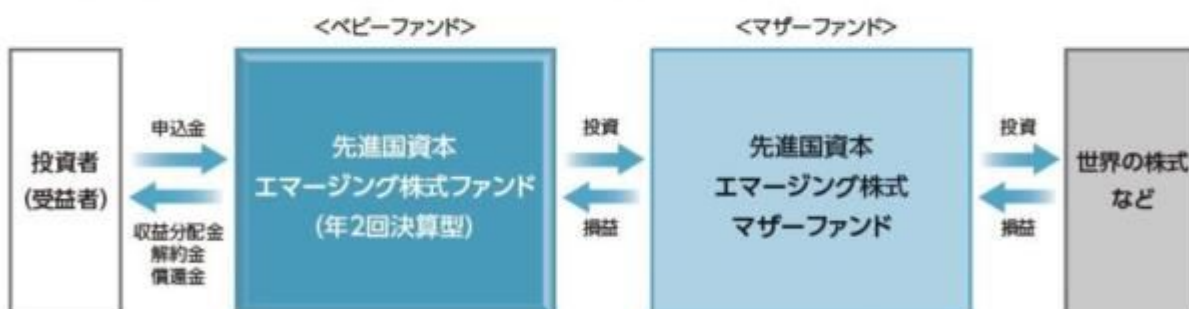 <ベビーファンド>
<マザーファンド>
投資者
(受益者)
申込金
収益分配金
解約金
償還金
先進国資本
エマージング株式ファンド
(年2回決算型)
投資
損益
先進国資本
エマージング株式
マザーファンド
投資
損益
世界の株式
など